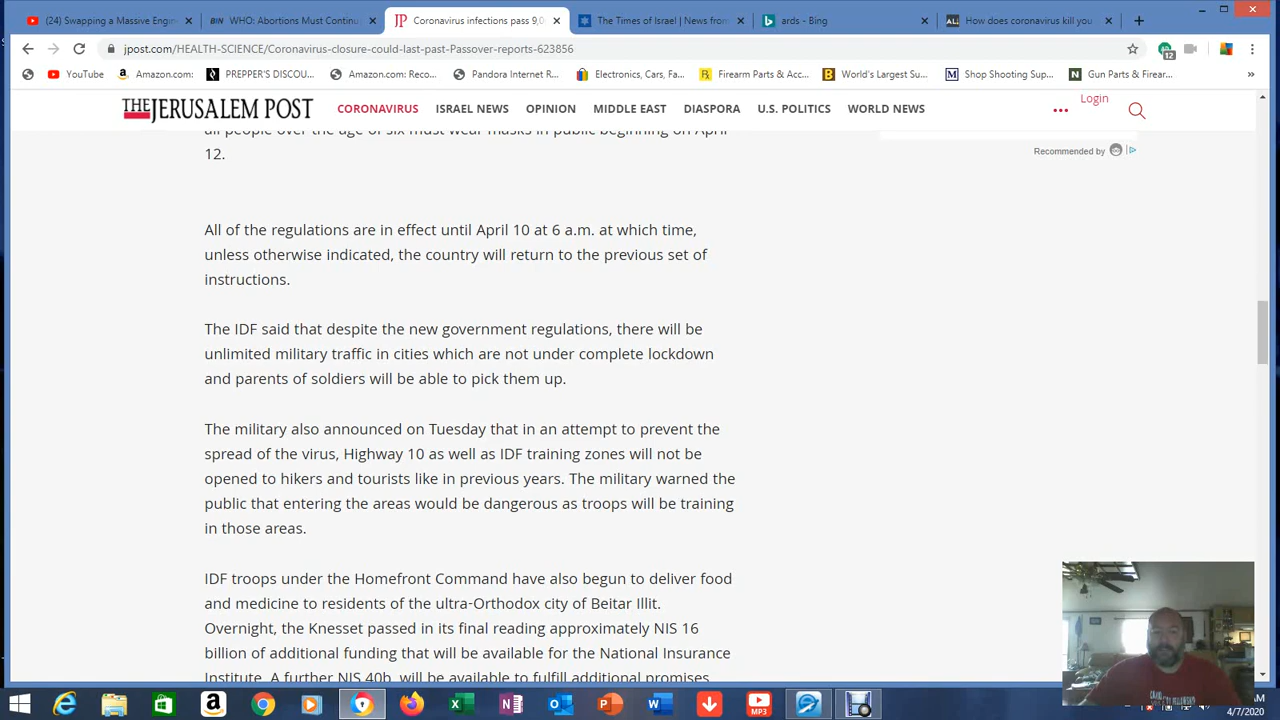 (24) Swapping a Massive Engin
BIN WHO: Abortions Must Continu
JP Coronavirus infections pass 9,0
The Times of Israel | News from
ards - Bing
AL How does coronavirus kill you
jpost.com/HEALTH-SCIENCE/Coronavirus-closure-could-last-past-Passover-reports-623856
12
YouTube
Amazon.com:
PREPPER'S DISCOU...
Amazon.com: Reco...
Pandora Internet R...
Electronics, Cars, Fa...
Firearm Parts & Acc...
World's Largest Su...
Shop Shooting Sup...
Gun Parts & Firear...
THE JERUSALEM POST
CORONAVIRUS ISRAEL NEWS OPINION MIDDLE EAST DIASPORA U.S. POLITICS WORLD NEWS
Login
all people over the age of six must wear masks in public beginning on April
12.
Recommended by
All of the regulations are in effect until April 10 at 6 a.m. at which time,
unless otherwise indicated, the country will return to the previous set of
instructions.
The IDF said that despite the new government regulations, there will be
unlimited military traffic in cities which are not under complete lockdown
and parents of soldiers will be able to pick them up.
The military also announced on Tuesday that in an attempt to prevent the
spread of the virus, Highway 10 as well as IDF training zones will not be
opened to hikers and tourists like in previous years. The military warned the
public that entering the areas would be dangerous as troops will be training
in those areas.
IDF troops under the Homefront Command have also begun to deliver food
and medicine to residents of the ultra-Orthodox city of Beitar Illit.
Overnight, the Knesset passed in its final reading approximately NIS 16
billion of additional funding that will be available for the National Insurance
Institute. A further NIS 40b. will be available to fulfill additional promises
MP3
AM
4/7/2020